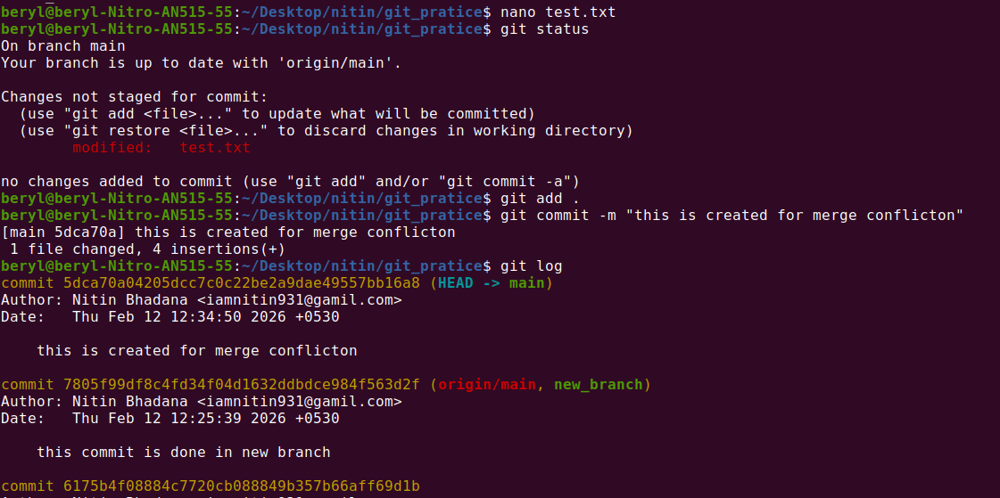 beryl@beryl-Nitro-AN515-55:~/Desktop/nitin/git_pratice$ nano test.txt
beryl@beryl-Nitro-AN515-55:~/Desktop/nitin/git_pratice$ git status
On branch main
Your branch is up to date with 'origin/main'.
Changes not staged for commit:
  (use "git add <file>..." to update what will be committed)
  (use "git restore <file>..." to discard changes in working directory)
        modified:   test.txt
no changes added to commit (use "git add" and/or "git commit -a")
beryl@beryl-Nitro-AN515-55:~/Desktop/nitin/git_pratice$ git add .
beryl@beryl-Nitro-AN515-55:~/Desktop/nitin/git_pratice$ git commit -m "this is created for merge conflicton"
[main 5dca70a] this is created for merge conflicton
 1 file changed, 4 insertions(+)
beryl@beryl-Nitro-AN515-55:~/Desktop/nitin/git_pratice$ git log
commit 5dca70a04205dcc7c0c22be2a9dae49557bb16a8 (HEAD -> main)
Author: Nitin Bhadana <iamnitin931@gamil.com>
Date:   Thu Feb 12 12:34:50 2026 +0530
    this is created for merge conflicton
commit 7805f99df8c4fd34f04d1632ddbdce984f563d2f (origin/main, new_branch)
Author: Nitin Bhadana <iamnitin931@gamil.com>
Date:   Thu Feb 12 12:25:39 2026 +0530
    this commit is done in new branch
commit 6175b4f08884c7720cb088849b357b66aff69d1b